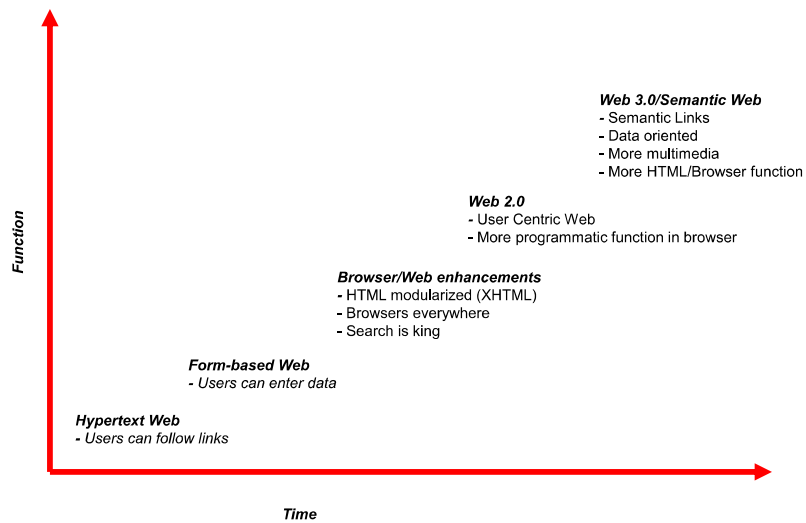 Web 3.0/Semantic Web
- Semantic Links
- Data oriented
- More multimedia
- More HTML/Browser function
Web 2.0
- User Centric Web
- More programmatic function in browser
Function
Browser/Web enhancements
- HTML modularized (XHTML)
- Browsers everywhere
- Search is king
Form-based Web
- Users can enter data
Hypertext Web
- Users can follow links
Time